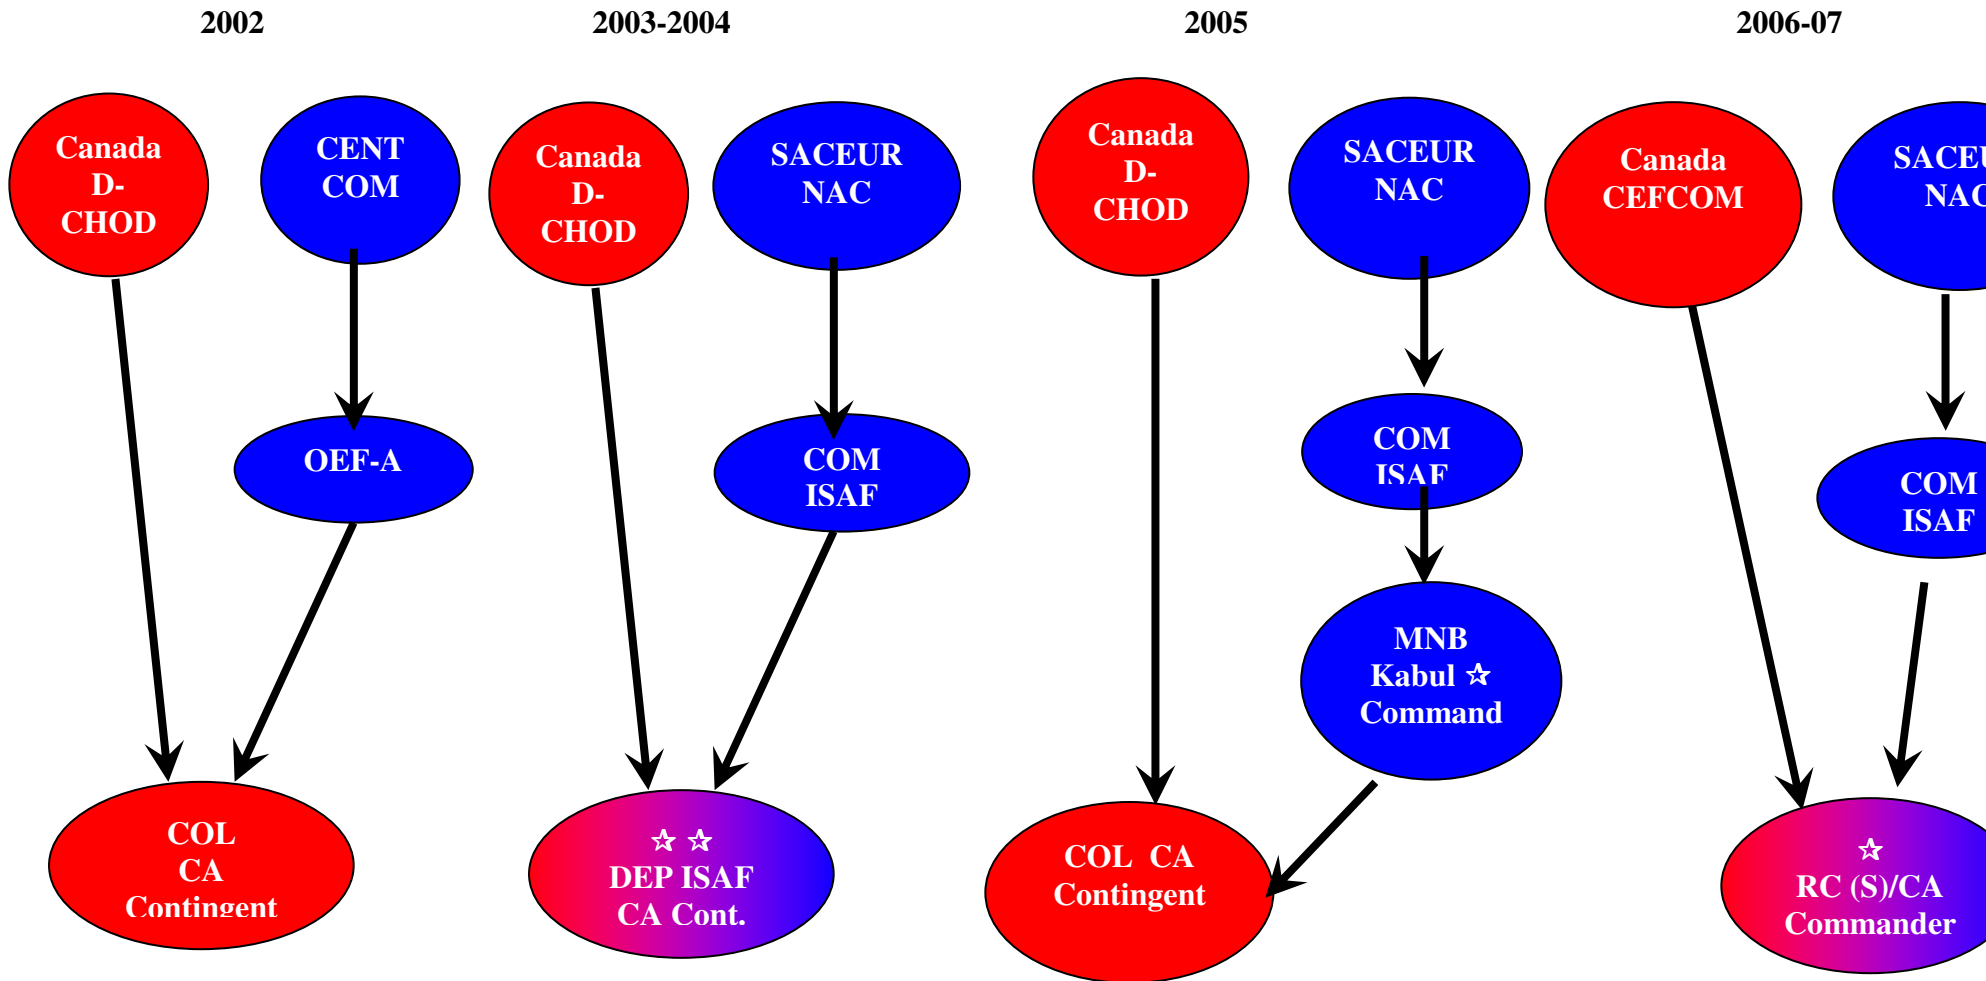 2002
2003-2004
2005
2006-07
Canada
D-
CHOD
CENT
COM
OEF-A
COL
CA
Contingent
Canada
D-
CHOD
SACEUR
NAC
COM
ISAF
☆ ☆
DEP ISAF
CA Cont.
Canada
D-
CHOD
SACEUR
NAC
COM
ISAF
MNB
Kabul ☆
Command
COL CA
Contingent
Canada
CEFCOM
SACEU
NAC
COM
ISAF
☆
RC (S)/CA
Commander